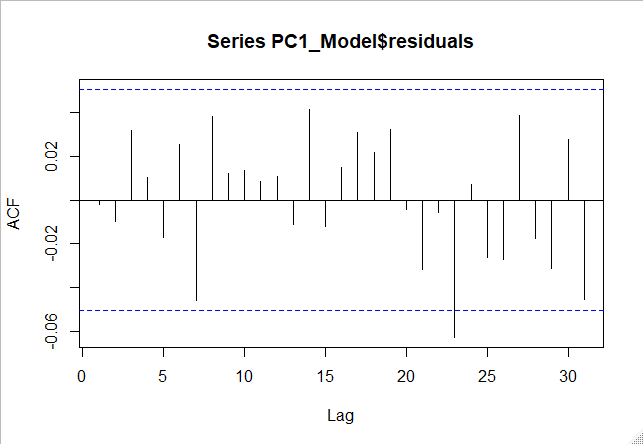 Series PC1_Model$residuals
ACF
0.02
-0.02
-0.06
0 5 10 15 20 25 30
Lag